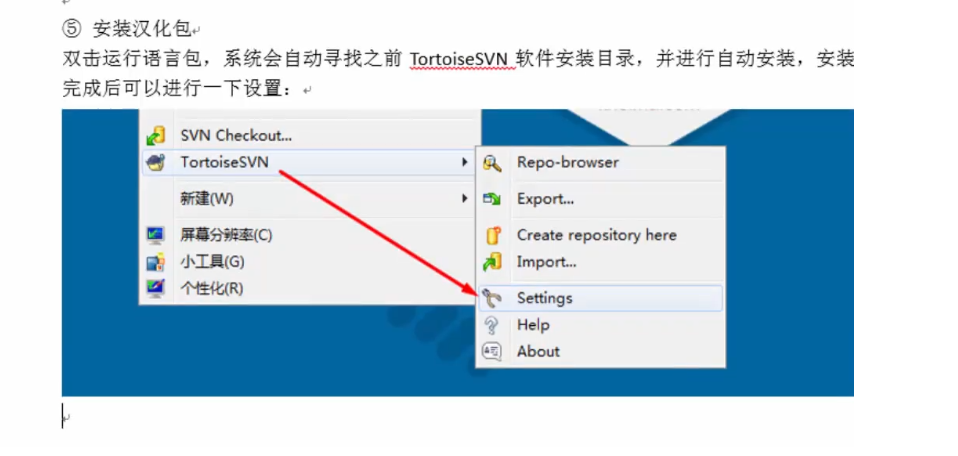 ⑤ 安装汉化包
双击运行语言包，系统会自动寻找之前 TortoiseSVN 软件安装目录，并进行自动安装，安装
完成后可以进行一下设置：
SVN Checkout...
TortoiseSVN
新建(W)
屏幕分辨率(C)
小工具(G)
个性化(R)
Repo-browser
Export...
Create repository here
Import...
Settings
Help
About